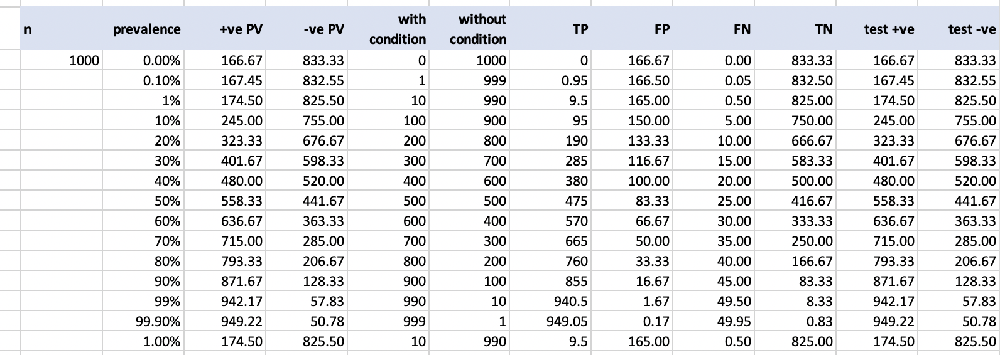 n prevalence +ve PV -ve PV with condition without condition TP FP FN TN test +ve test -ve
1000 0.00% 166.67 833.33 0 1000 0 166.67 0.00 833.33 166.67 833.33
0.10% 167.45 832.55 1 999 0.95 166.50 0.05 832.50 167.45 832.55
1% 174.50 825.50 10 990 9.5 165.00 0.50 825.00 174.50 825.50
10% 245.00 755.00 100 900 95 150.00 5.00 750.00 245.00 755.00
20% 323.33 676.67 200 800 190 133.33 10.00 666.67 323.33 676.67
30% 401.67 598.33 300 700 285 116.67 15.00 583.33 401.67 598.33
40% 480.00 520.00 400 600 380 100.00 20.00 500.00 480.00 520.00
50% 558.33 441.67 500 500 475 83.33 25.00 416.67 558.33 441.67
60% 636.67 363.33 600 400 570 66.67 30.00 333.33 636.67 363.33
70% 715.00 285.00 700 300 665 50.00 35.00 250.00 715.00 285.00
80% 793.33 206.67 800 200 760 33.33 40.00 166.67 793.33 206.67
90% 871.67 128.33 900 100 855 16.67 45.00 83.33 871.67 128.33
99% 942.17 57.83 990 10 940.5 1.67 49.50 8.33 942.17 57.83
99.90% 949.22 50.78 999 1 949.05 0.17 49.95 0.83 949.22 50.78
1.00% 174.50 825.50 10 990 9.5 165.00 0.50 825.00 174.50 825.50